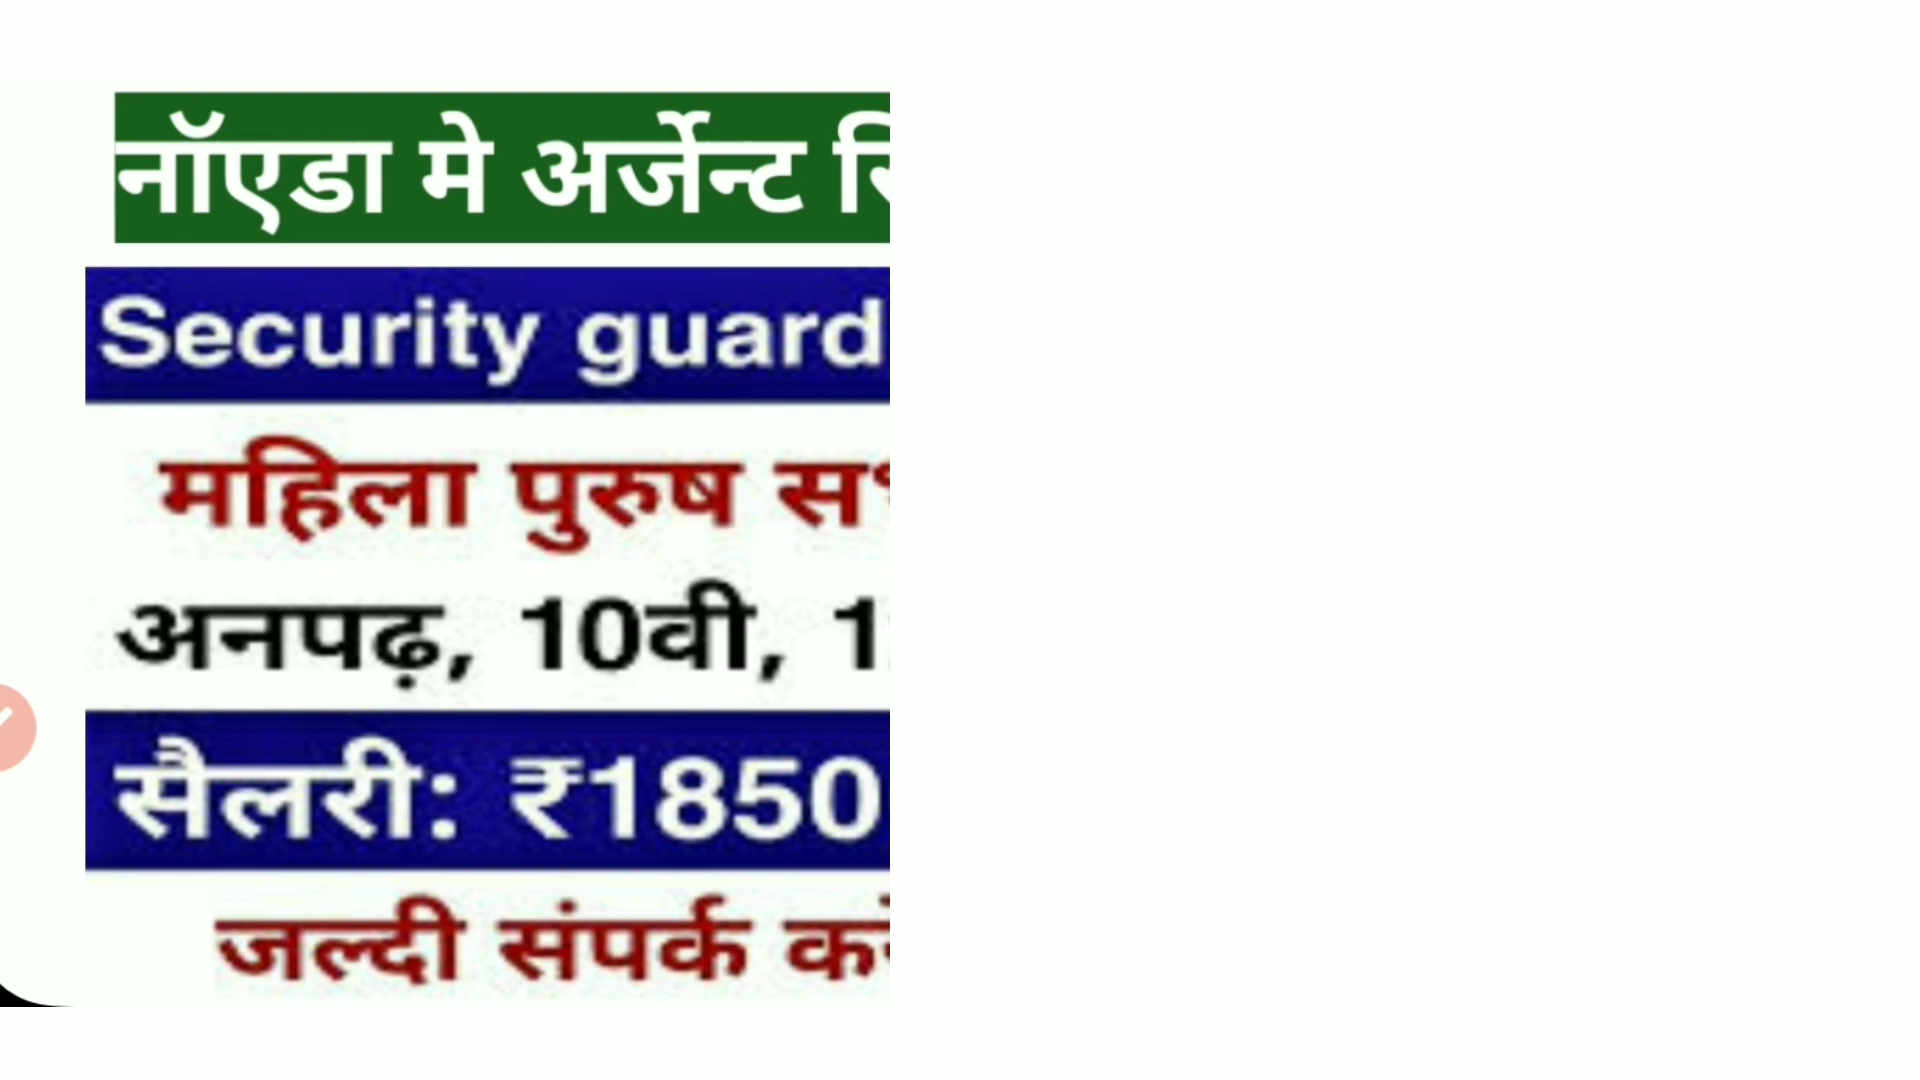 नॉएडा मे अर्जेन्ट
Security guard
महिला पुरुष
अनपढ़, 10वी,
सैलरी: ₹1850
जल्दी संपर्क